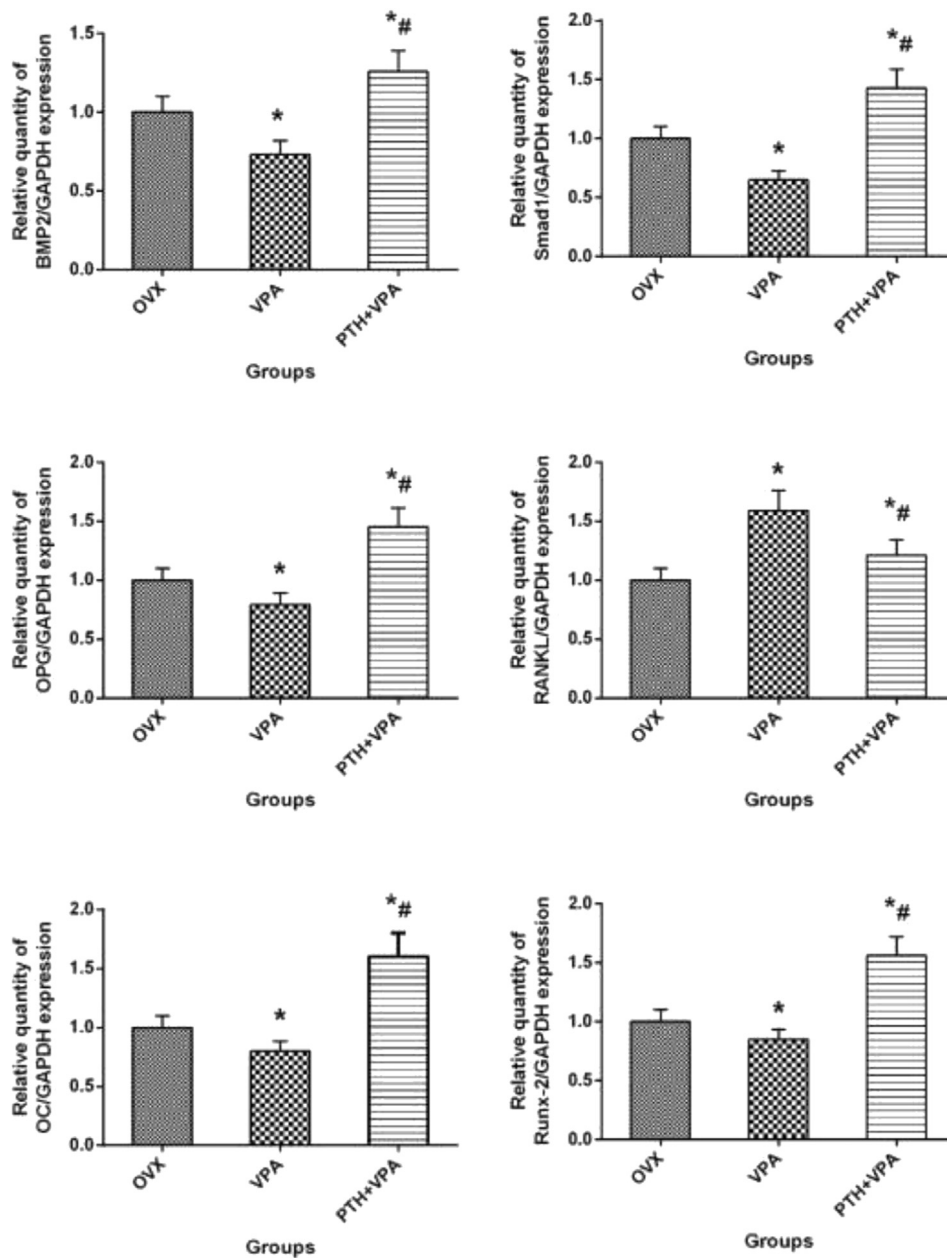 Relative quantity of
BMP2/GAPDH expression
1.5
1.0
0.5
0.0
*
*#
OVX
VPA
PTH+VPA
Groups
Relative quantity of
Smad1/GAPDH expression
2.0
1.5
1.0
0.5
0.0
*
*#
OVX
VPA
PTH+VPA
Groups
Relative quantity of
OPG/GAPDH expression
2.0
1.5
1.0
0.5
0.0
*
*#
OVX
VPA
PTH+VPA
Groups
Relative quantity of
RANKL/GAPDH expression
2.0
1.5
1.0
0.5
0.0
*
*#
OVX
VPA
PTH+VPA
Groups
Relative quantity of
OC/GAPDH expression
2.0
1.5
1.0
0.5
0.0
*
*#
OVX
VPA
PTH+VPA
Groups
Relative quantity of
Runx-2/GAPDH expression
2.0
1.5
1.0
0.5
0.0
*
*#
OVX
VPA
PTH+VPA
Groups